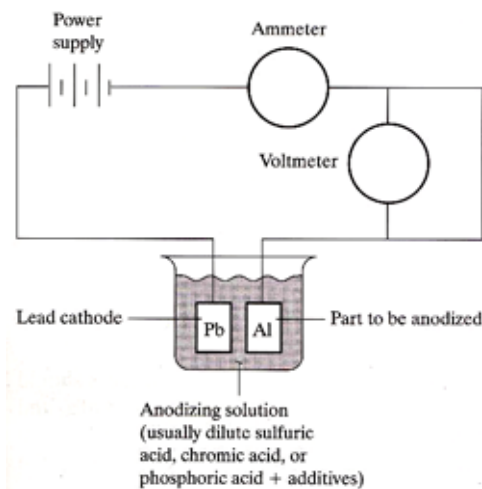 Power
supply
Ammeter
Voltmeter
Lead cathode
Pb
Al
Part to be anodized
Anodizing solution
(usually dilute sulfuric
acid, chromic acid, or
phosphoric acid + additives)